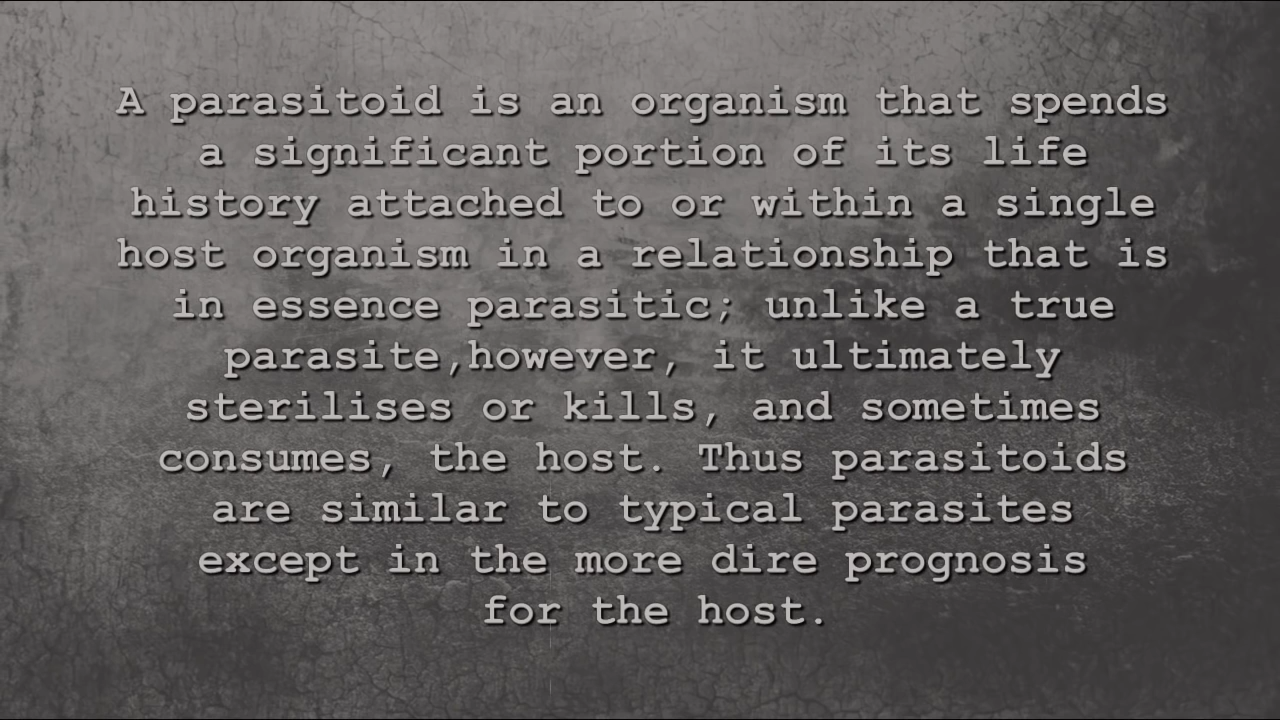 A parasitoid is an organism that spends
a significant portion of its life
history attached to or within a single
host organism in a relationship that is
in essence parasitic; unlike a true
parasite,however, it ultimately
sterilises or kills, and sometimes
consumes, the host. Thus parasitoids
are similar to typical parasites
except in the more dire prognosis
for the host.